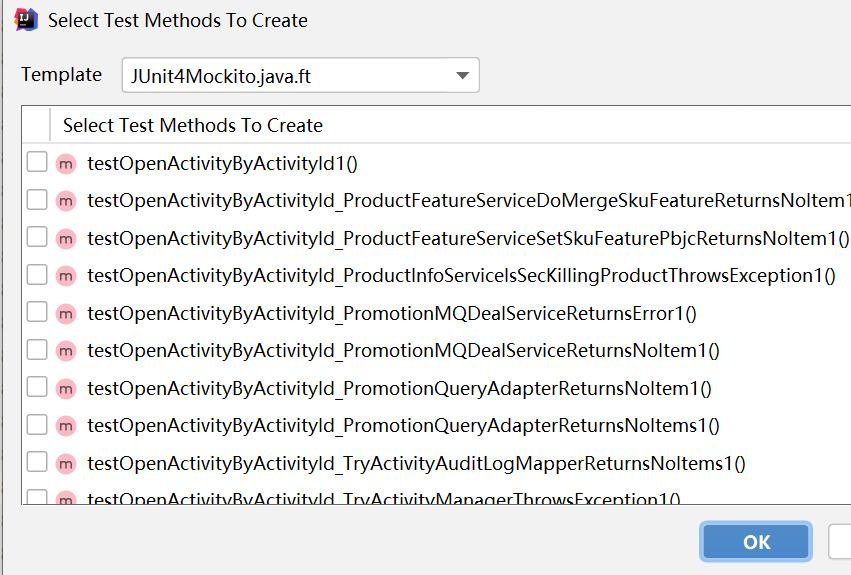 Select Test Methods To Create
Template JUnit4Mockito.java.ft
Select Test Methods To Create
m testOpenActivityByActivityId1()
m testOpenActivityByActivityId_ProductFeatureServiceDoMergeSkuFeatureReturnsNoItem1
m testOpenActivityByActivityId_ProductFeatureServiceSetSkuFeaturePbjcReturnsNoItem1()
m testOpenActivityByActivityId_ProductInfoServiceIsSecKillingProductThrowsException1()
m testOpenActivityByActivityId_PromotionMQDealServiceReturnsError1()
m testOpenActivityByActivityId_PromotionMQDealServiceReturnsNoItem1()
m testOpenActivityByActivityId_PromotionQueryAdapterReturnsNoItem1()
m testOpenActivityByActivityId_PromotionQueryAdapterReturnsNoItems1()
m testOpenActivityByActivityId_TryActivityAuditLogMapperReturnsNoItems1()
m testOpenActivityByActivityId_TryActivityManagerThrowsException1()
OK